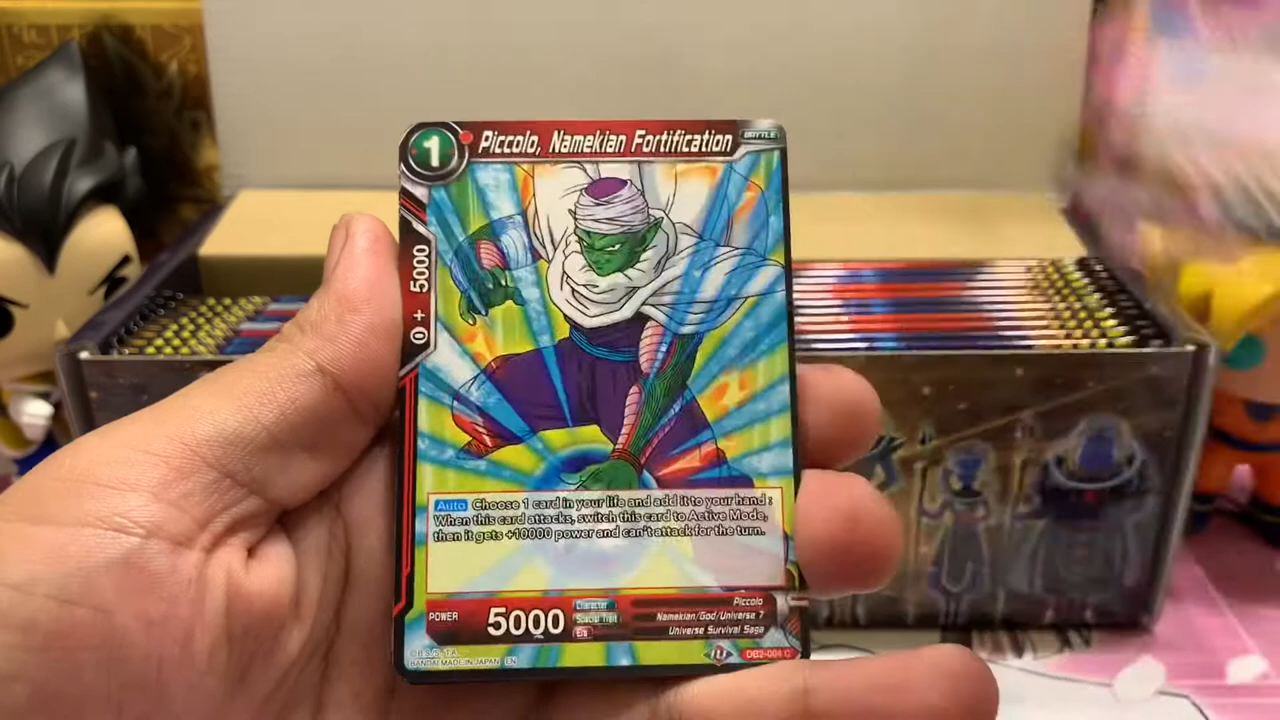 1
Piccolo, Namekian Fortification
BATTLE
0 + 5000
Auto Choose 1 card in your life and add it to your hand :
When this card attacks, switch this card to Active Mode,
then it gets +10000 power and can't attack for the turn.
POWER
5000
Character
Piccolo
Special Trait
Namekian/God/Universe 7
Era
Universe Survival Saga
©B.S./S・T.A.
BANDAI MADE IN JAPAN EN
DB2-004 C